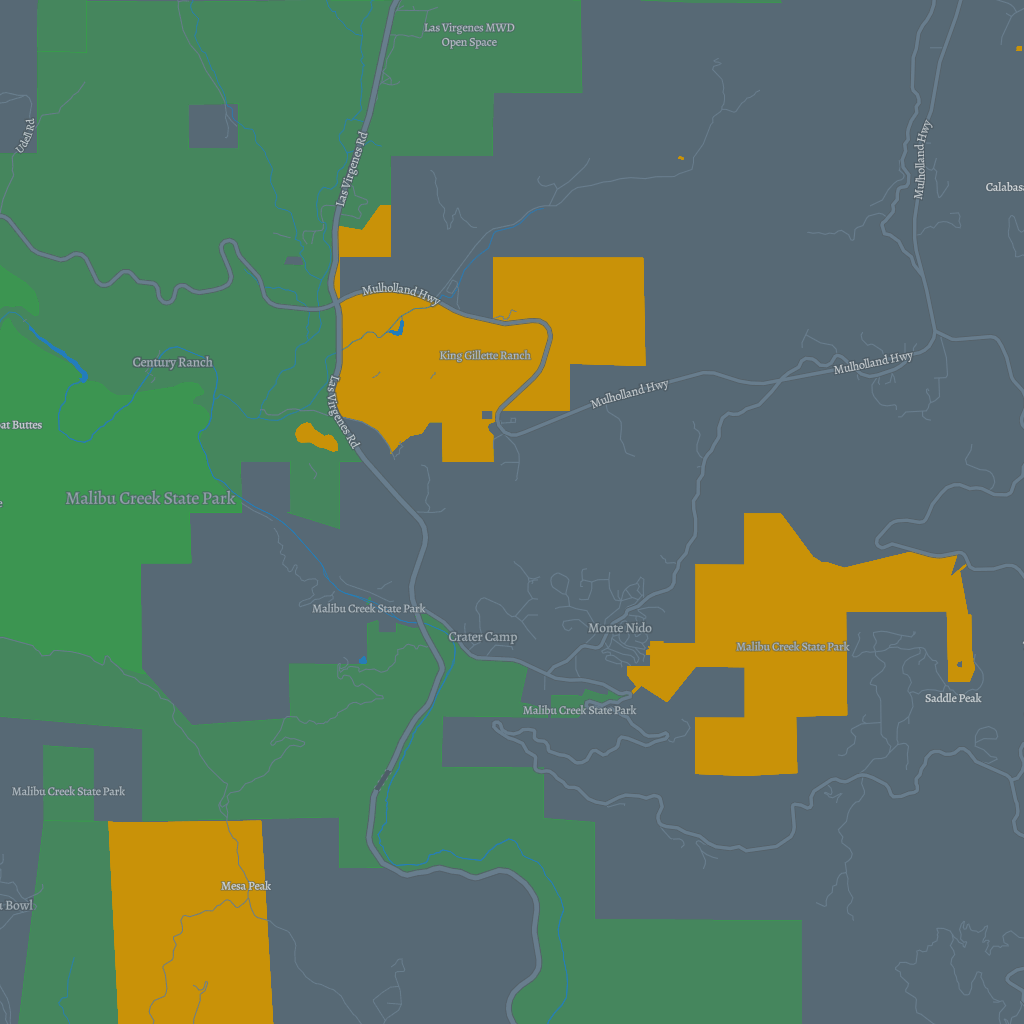 Las Virgenes MWD
Open Space
Udell Rd
Las Virgenes Rd
Mulholland Hwy
Calabasa
Mulholland Hwy
Century Ranch
King Gillette Ranch
Mulholland Hwy
Mulholland Hwy
Las Virgenes Rd
oat Buttes
Malibu Creek State Park
Malibu Creek State Park
Crater Camp
Monte Nido
Malibu Creek State Park
Saddle Peak
Malibu Creek State Park
Malibu Creek State Park
Mesa Peak
Bowl